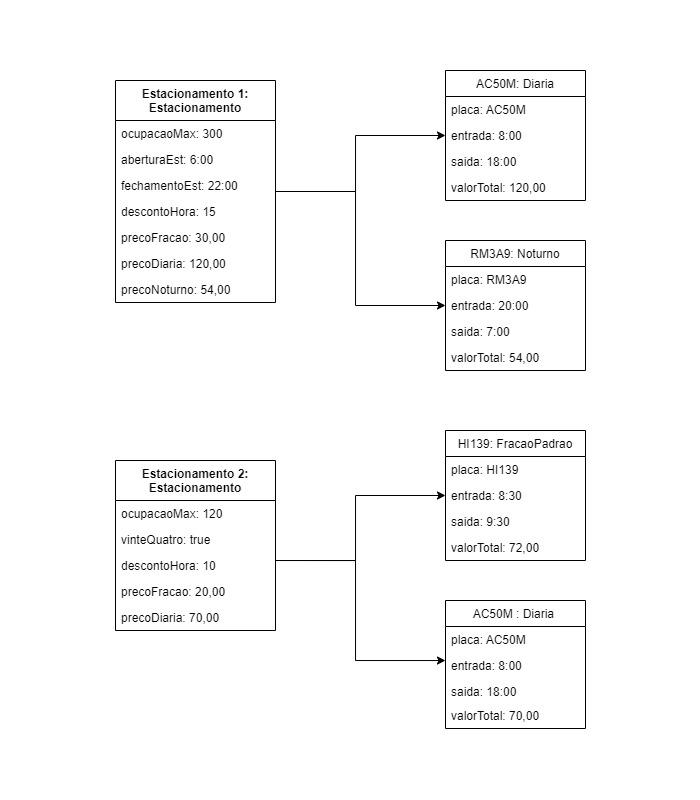 Estacionamento 1:
Estacionamento
ocupacaoMax: 300
aberturaEst: 6:00
fechamentoEst: 22:00
descontoHora: 15
precoFracao: 30,00
precoDiaria: 120,00
precoNoturno: 54,00
AC50M: Diaria
placa: AC50M
entrada: 8:00
saida: 18:00
valorTotal: 120,00
RM3A9: Noturno
placa: RM3A9
entrada: 20:00
saida: 7:00
valorTotal: 54,00
Estacionamento 2:
Estacionamento
ocupacaoMax: 120
vinteQuatro: true
descontoHora: 10
precoFracao: 20,00
precoDiaria: 70,00
HI139: FracaoPadrao
placa: HI139
entrada: 8:30
saida: 9:30
valorTotal: 72,00
AC50M : Diaria
placa: AC50M
entrada: 8:00
saida: 18:00
valorTotal: 70,00